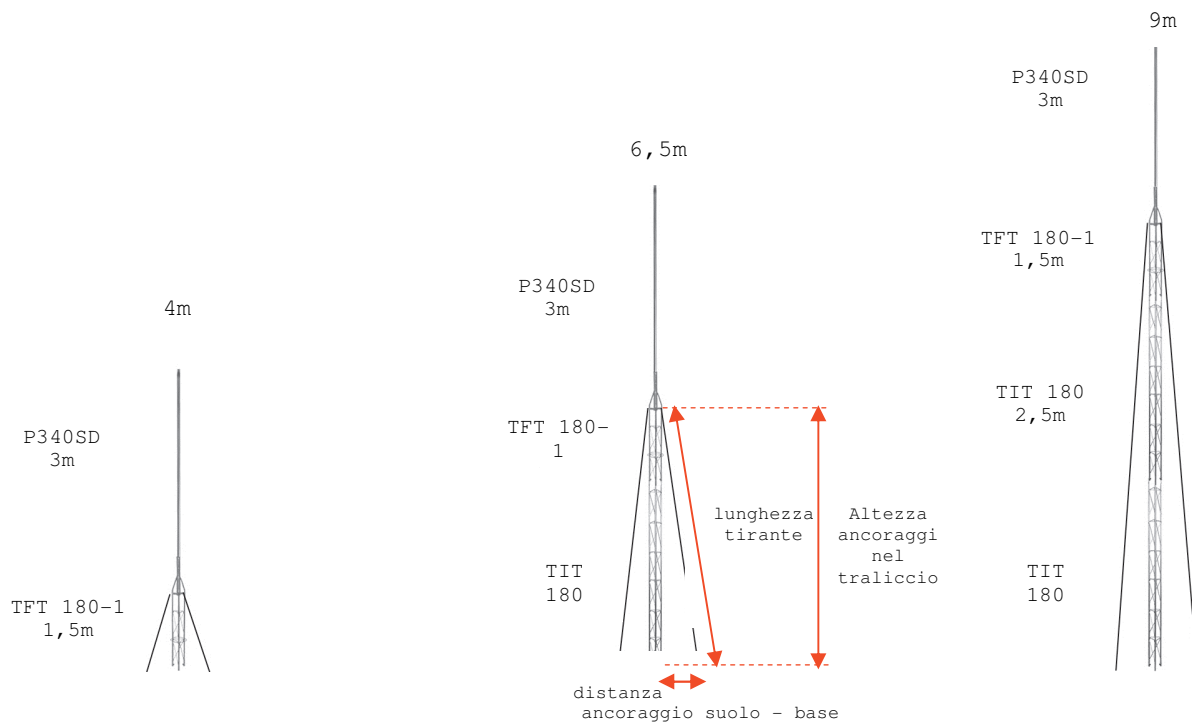 4m
P340SD
3m
TFT 180-1
1,5m
6,5m
P340SD
3m
TFT 180-
1
TIT
180
lunghezza
tirante
Altezza
ancoraggi
nel
traliccio
distanza
ancoraggio suolo - base
9m
P340SD
3m
TFT 180-1
1,5m
TIT 180
2,5m
TIT
180